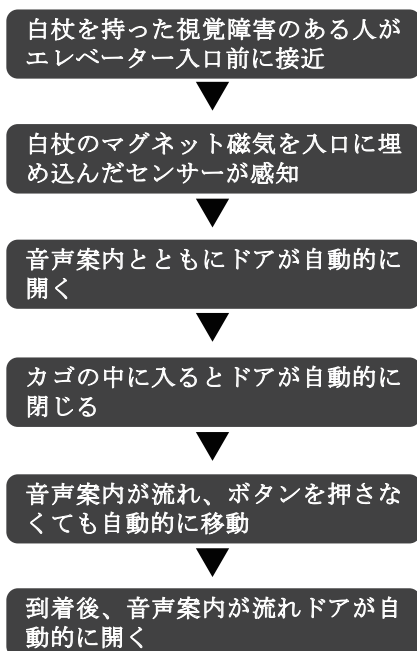 白杖を持った視覚障害のある人が
エレベーター入口前に接近
白杖のマグネット磁気を入口に埋
め込んだセンサーが感知
音声案内とともにドアが自動的に
開く
カゴの中に入るとドアが自動的に
閉じる
音声案内が流れ、ボタンを押さな
くても自動的に移動
到着後、音声案内が流れドアが自
動的に開く